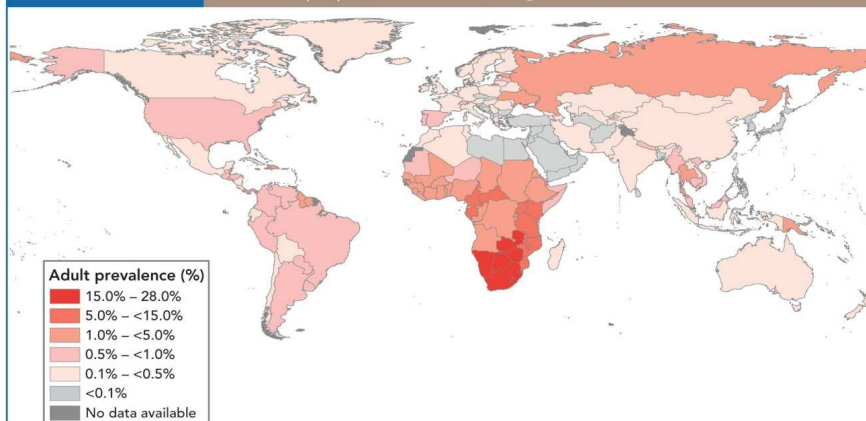 Adult prevalence (%)
15.0% – 28.0%
5.0% – <15.0%
1.0% – <5.0%
0.5% – <1.0%
0.1% – <0.5%
<0.1%
No data available